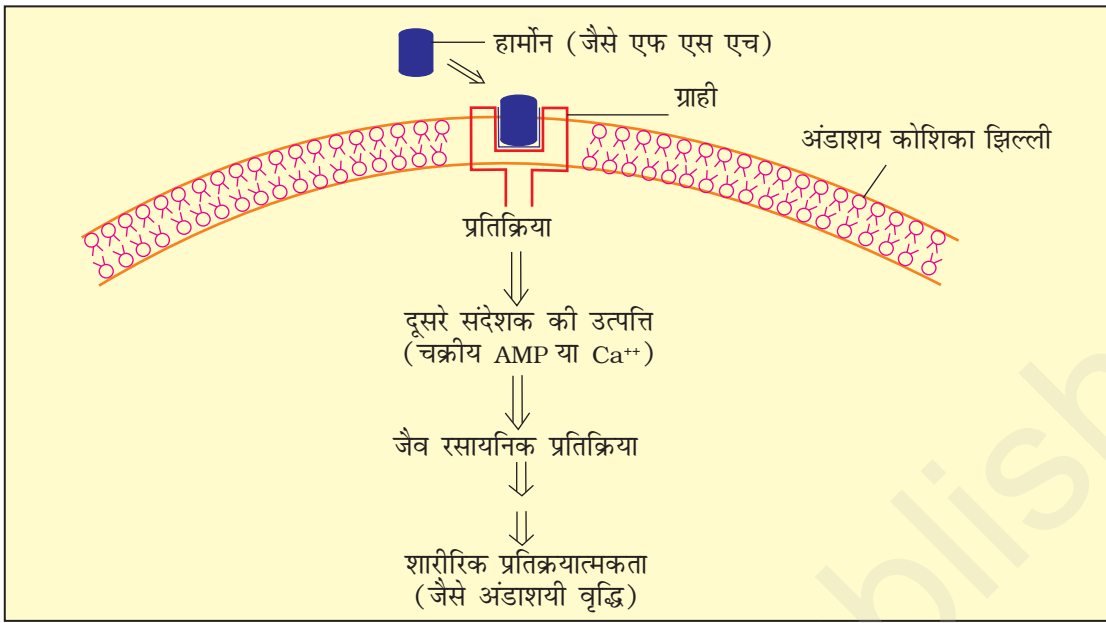 हार्मोन (जैसे एफ एस एच)
ग्राही
अंडाशय कोशिका झिल्ली
प्रतिक्रिया
दूसरे संदेशक की उत्पत्ति
(चक्रीय AMP या Ca⁺⁺)
जैव रसायनिक प्रतिक्रिया
शारीरिक प्रतिक्रयात्मकता
(जैसे अंडाशयी वृद्धि)
blish